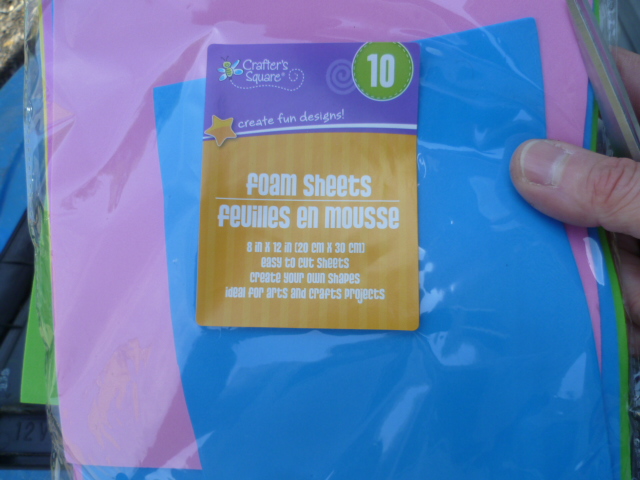 Crafter's
Square
10
create fun designs!
Foam Sheets
Feuilles en mousse
8 in x 12 in (20 cm x 30 cm)
easy to cut sheets
create your own shapes
ideal for arts and crafts projects
12V